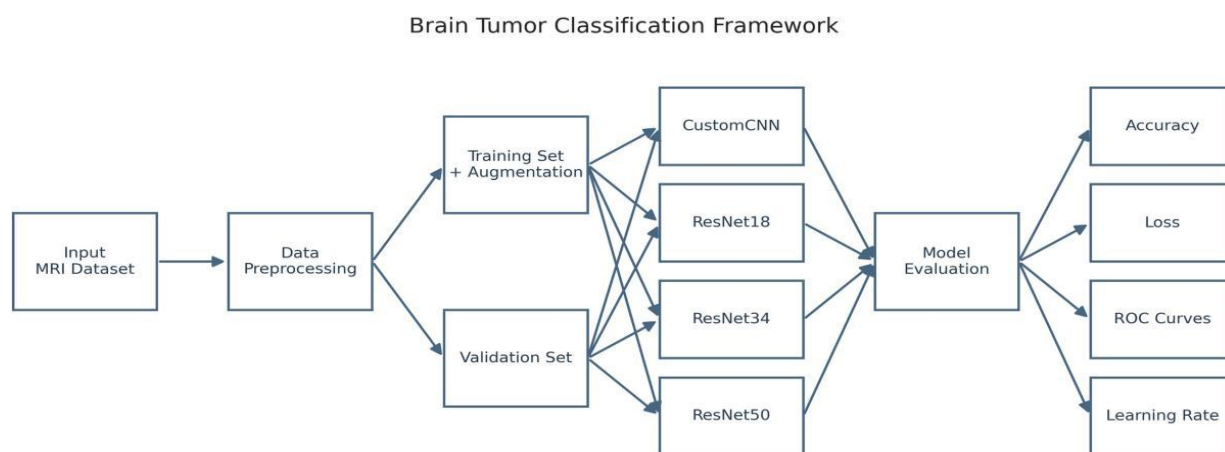 Brain Tumor Classification Framework
Input
MRI Dataset
Data
Preprocessing
Training Set
+ Augmentation
Validation Set
CustomCNN
ResNet18
ResNet34
ResNet50
Model
Evaluation
Accuracy
Loss
ROC Curves
Learning Rate